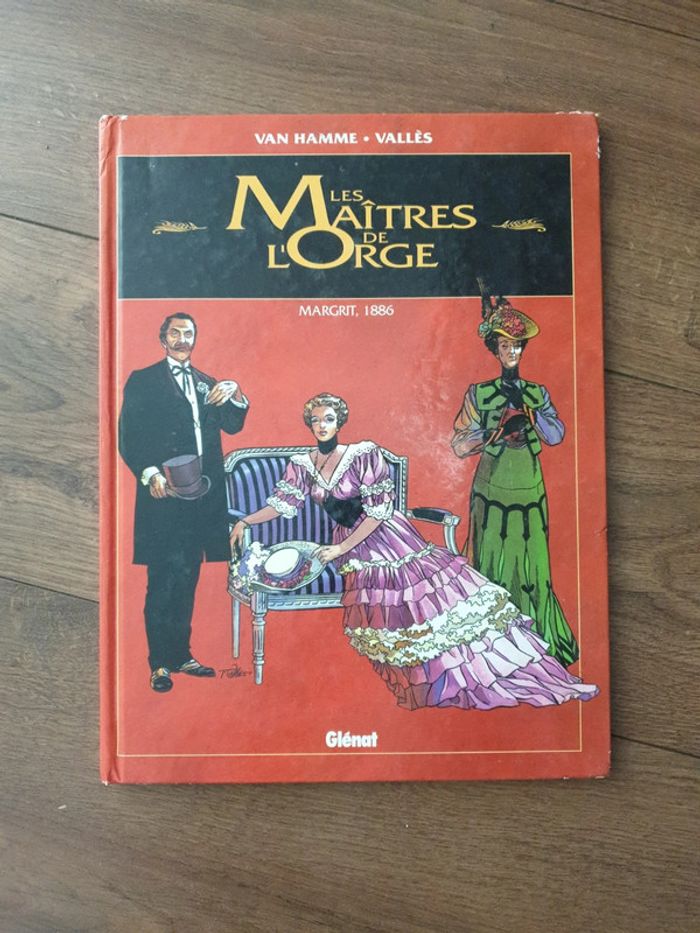 VAN HAMME • VALLÈS
LES
MAÎTRES
DE
L'ORGE
MARGRIT, 1886
Glénat